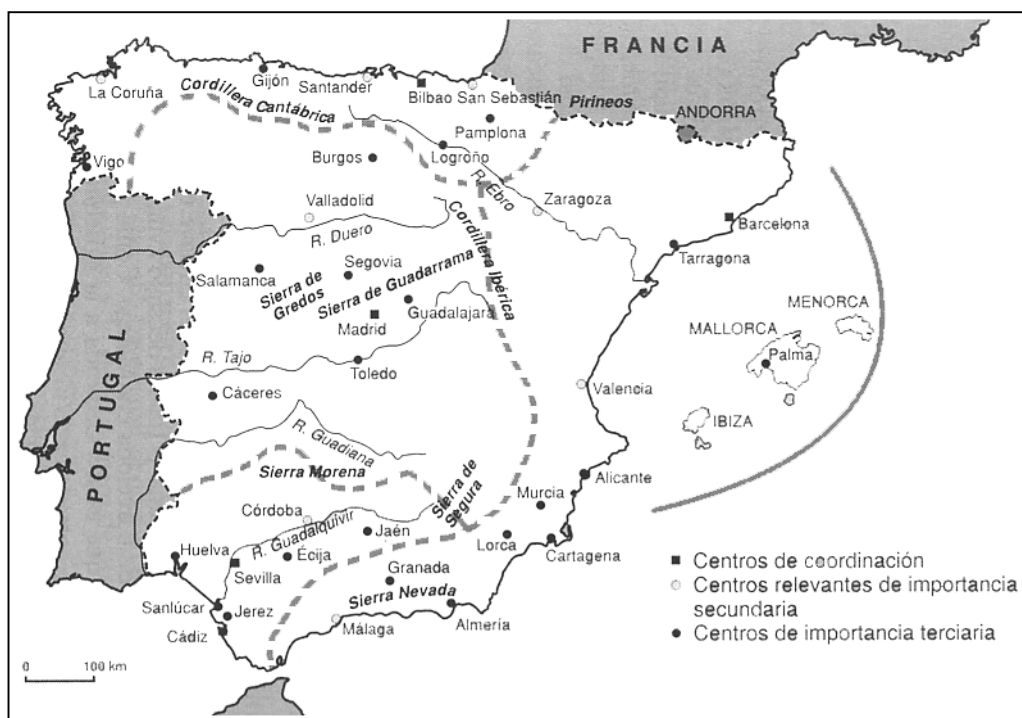 FRANCIA
La Coruña
Gijón
Santander
Bilbao
San Sebastián
Pirineos
ANDORRA
Cordillera Cantábrica
Pamplona
Vigo
Burgos
Logroño
R. Ebro
Zaragoza
Valladolid
R. Duero
Cordillera Ibérica
Barcelona
Tarragona
Salamanca
Segovia
Sierra de
Gredos
Sierra de Guadarrama
Guadalajara
Madrid
MENORCA
MALLORCA
Palma
R. Tajo
Toledo
Cáceres
Valencia
IBIZA
PORTUGAL
R. Guadiana
Sierra Morena
Sierra de
Segura
Alicante
Murcia
Córdoba
R. Guadalquivir
Jaén
Lorca
Cartagena
Huelva
Sevilla
Écija
Granada
Sierra Nevada
Sanlúcar
Jerez
Cádiz
Málaga
Almería
Centros de coordinación
Centros relevantes de importancia
secundaria
Centros de importancia terciaria
0 100 km